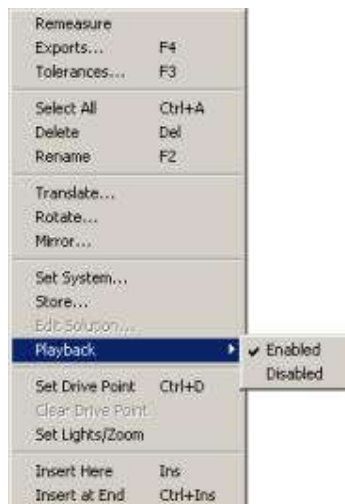 Remeasure
Exports... F4
Tolerances... F3
Select All Ctrl+A
Delete Del
Rename F2
Translate...
Rotate...
Mirror...
Set System...
Store...
Edit Solution...
Playback
Enabled
Disabled
Set Drive Point Ctrl+D
Clear Drive Point
Set Lights/Zoom
Insert Here Ins
Insert at End Ctrl+Ins